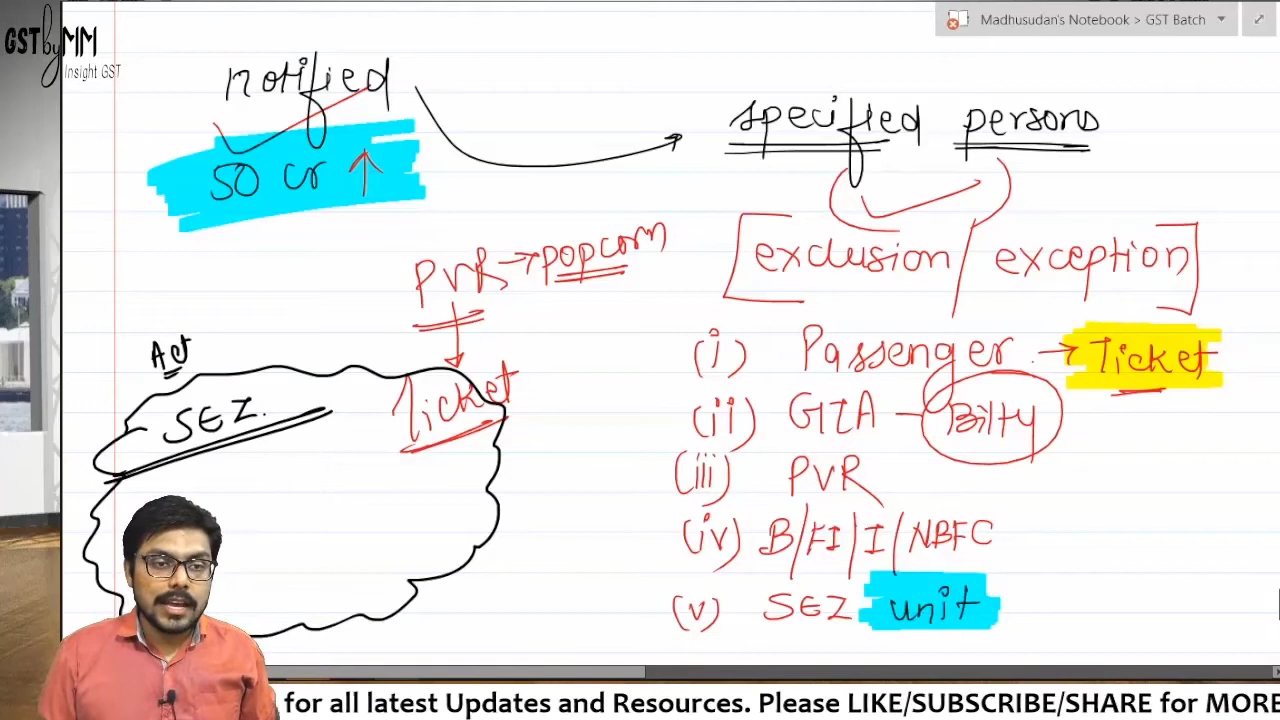 GST by MM
Insight GST
Madhusudan's Notebook > GST Batch
notified
50 cr ↑
specified persons
[exclusion / exception]
PVR → popcorn
Ticket
Act
SEZ.
(i) Passenger → Ticket
(ii) GTA - Bilty
(iii) PVR
(iv) B/FI/I/NBFC
(v) SEZ unit
for all latest Updates and Resources. Please LIKE/SUBSCRIBE/SHARE for MORE